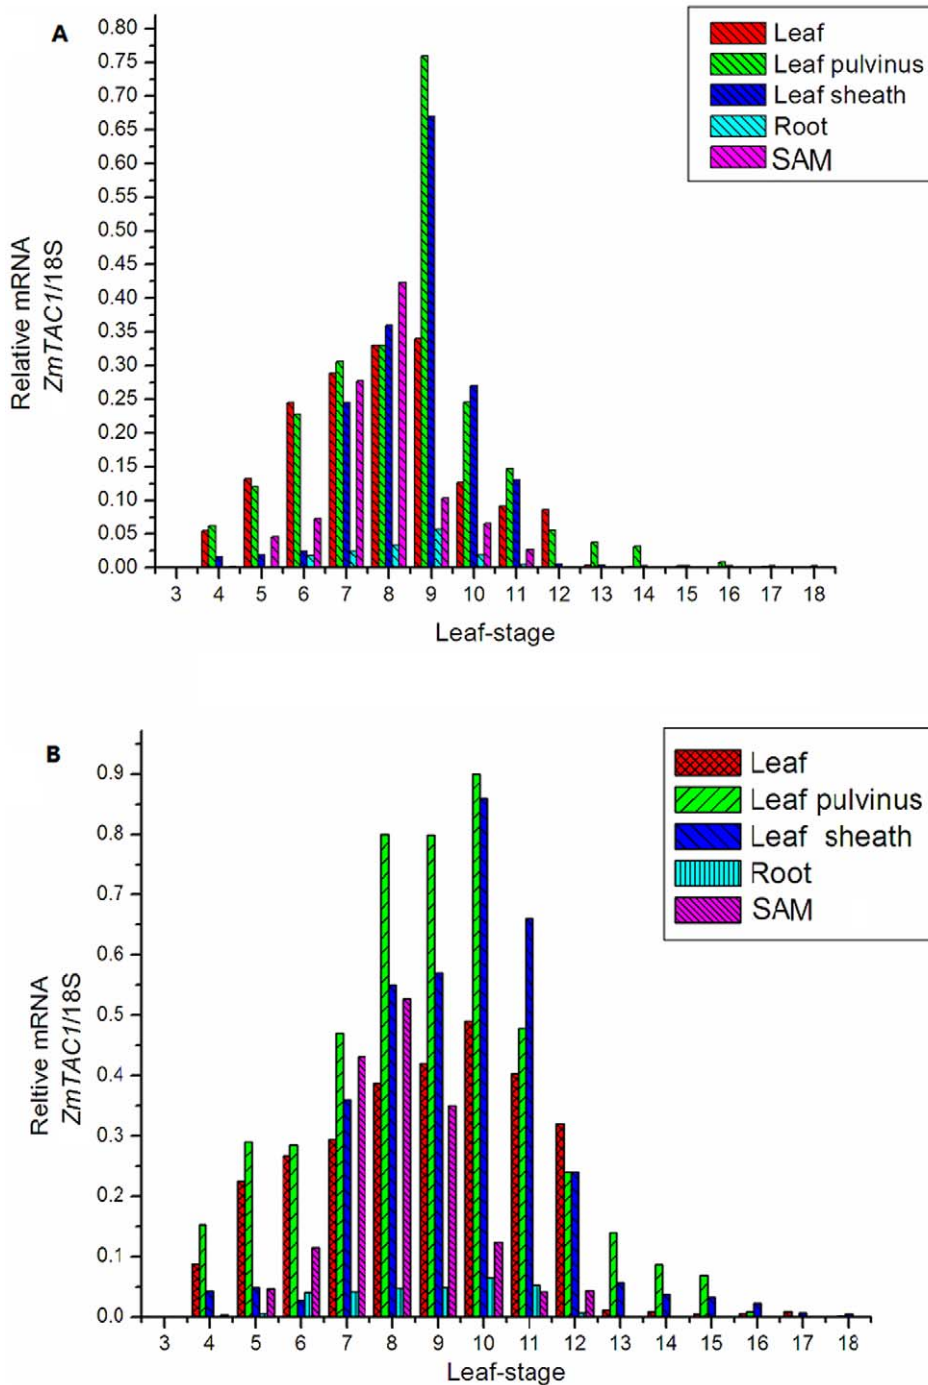 A
0.80
0.75
0.70
0.65
0.60
0.55
0.50
0.45
0.40
0.35
0.30
0.25
0.20
0.15
0.10
0.05
0.00
Relative mRNA
ZmTAC1/18S
3 4 5 6 7 8 9 10 11 12 13 14 15 16 17 18
Leaf-stage
Leaf
Leaf pulvinus
Leaf sheath
Root
SAM
B
0.9
0.8
0.7
0.6
0.5
0.4
0.3
0.2
0.1
0.0
Reltive mRNA
ZmTAC1/18S
3 4 5 6 7 8 9 10 11 12 13 14 15 16 17 18
Leaf-stage
Leaf
Leaf pulvinus
Leaf sheath
Root
SAM